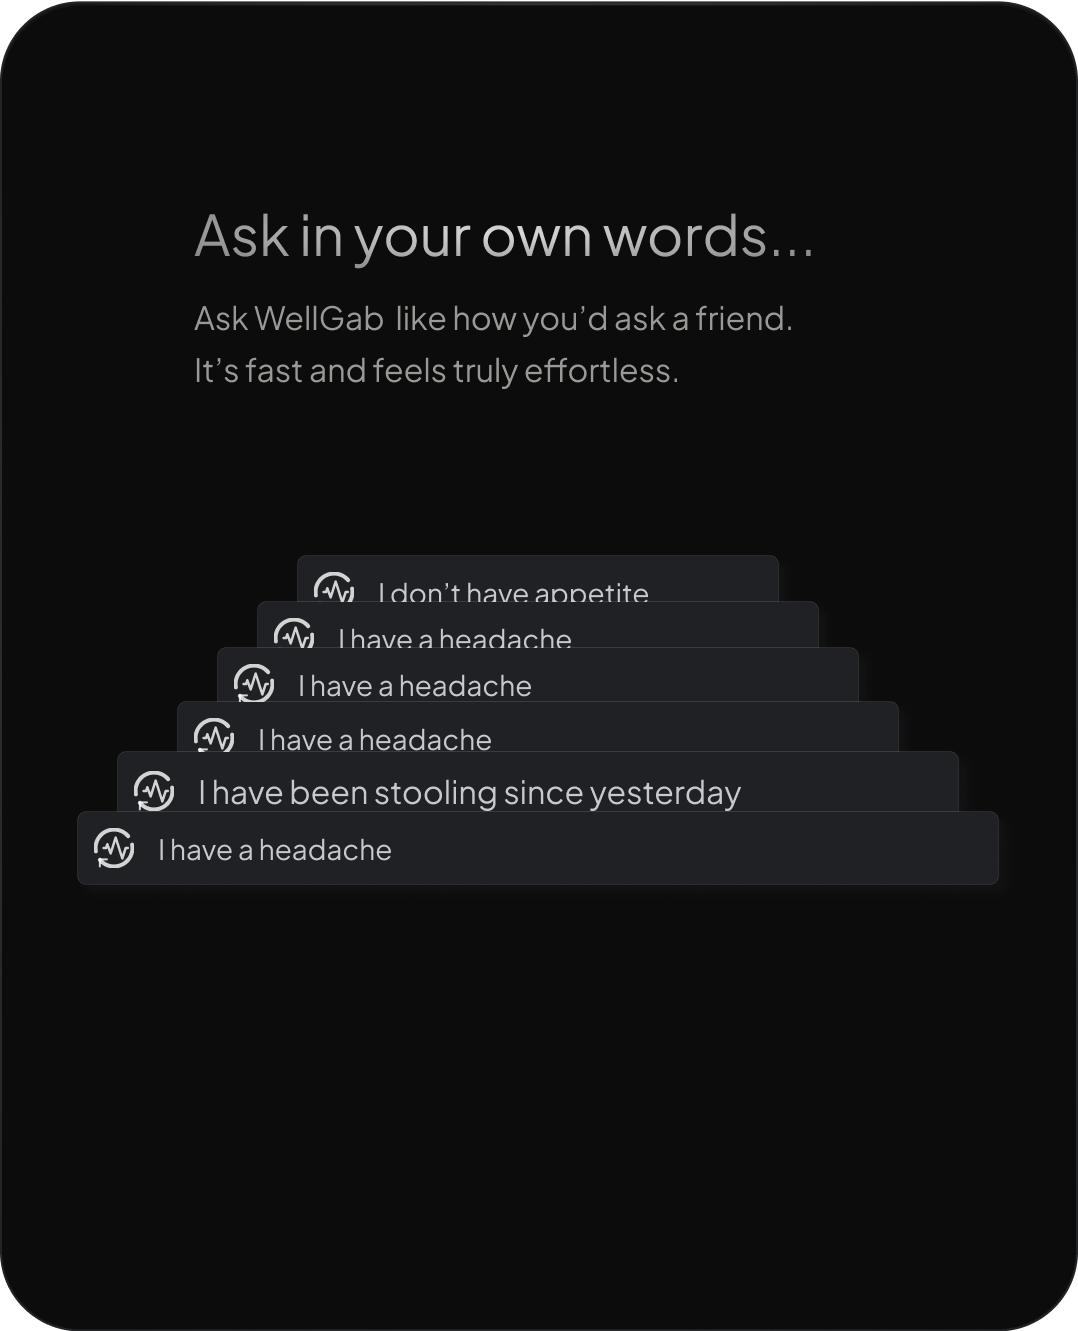 Ask in your own words...
Ask WellGab like how you’d ask a friend.
It’s fast and feels truly effortless.
I don’t have appetite
I have a headache
I have a headache
I have a headache
I have been stooling since yesterday
I have a headache